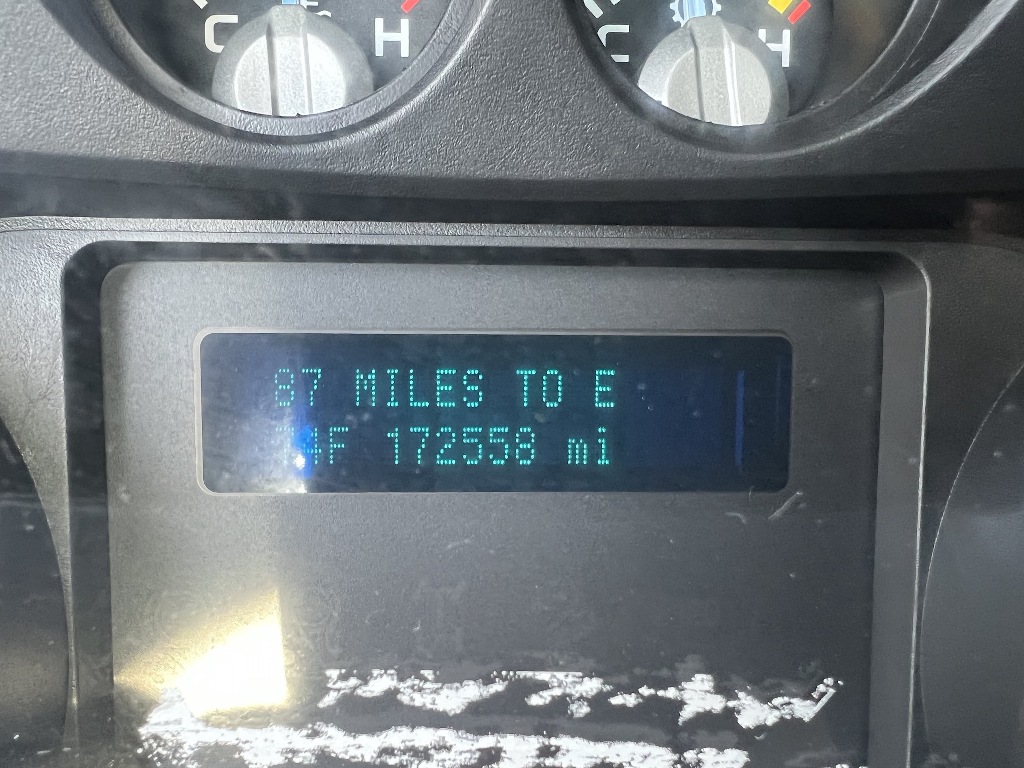 C H C H
87 MILES TO E
172558 mi